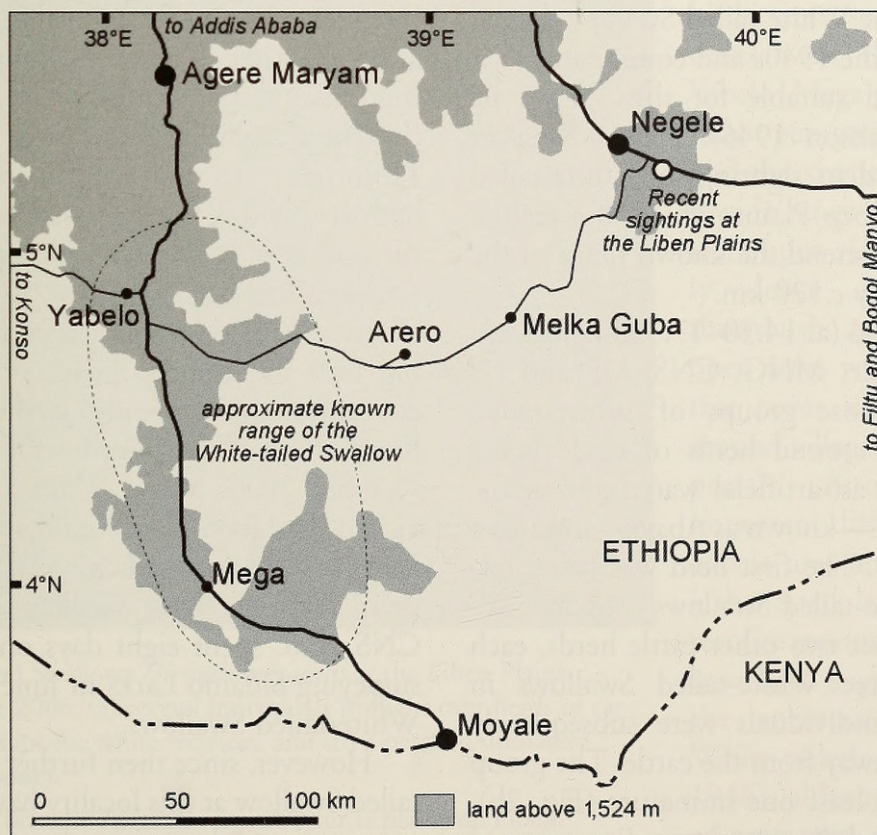 38°E
to Addis Ababa
39°E
40°E
Agere Maryam
Negele
Recent
sightings at
the Liben Plains
5°N
to Konso
Yabelo
Arero
Melka Guba
to Filtu and Bogol Manyo
approximate known
range of the
White-tailed Swallow
ETHIOPIA
4°N
Mega
KENYA
Moyale
0 50 100 km
land above 1,524 m